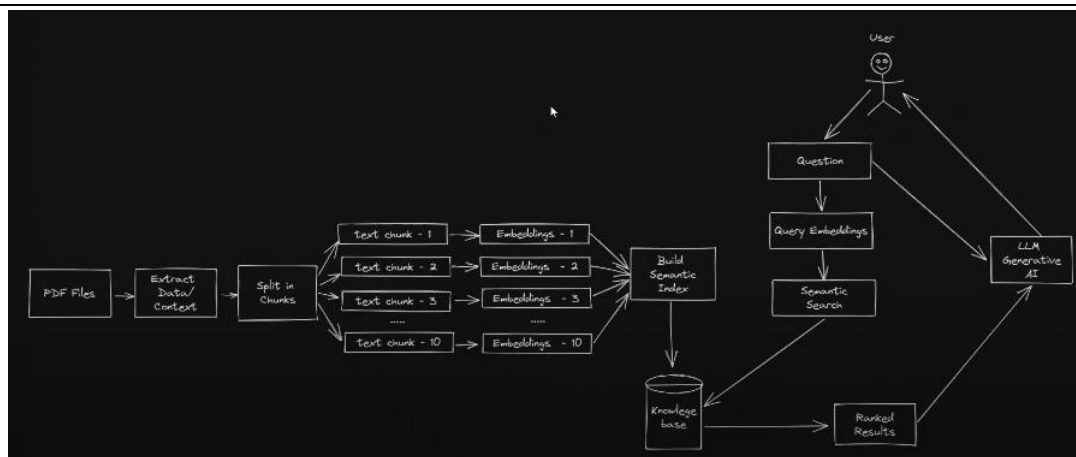 User
Question
Query Embeddings
Semantic
Search
LLM
Generative
AI
PDF Files
Extract
Data/
Context
Split in
Chunks
text chunk - 1
Embeddings - 1
text chunk - 2
Embeddings - 2
text chunk - 3
Embeddings - 3
.....
.....
text chunk - 10
Embeddings - 10
Build
Semantic
Index
Knowlege
base
Ranked
Results